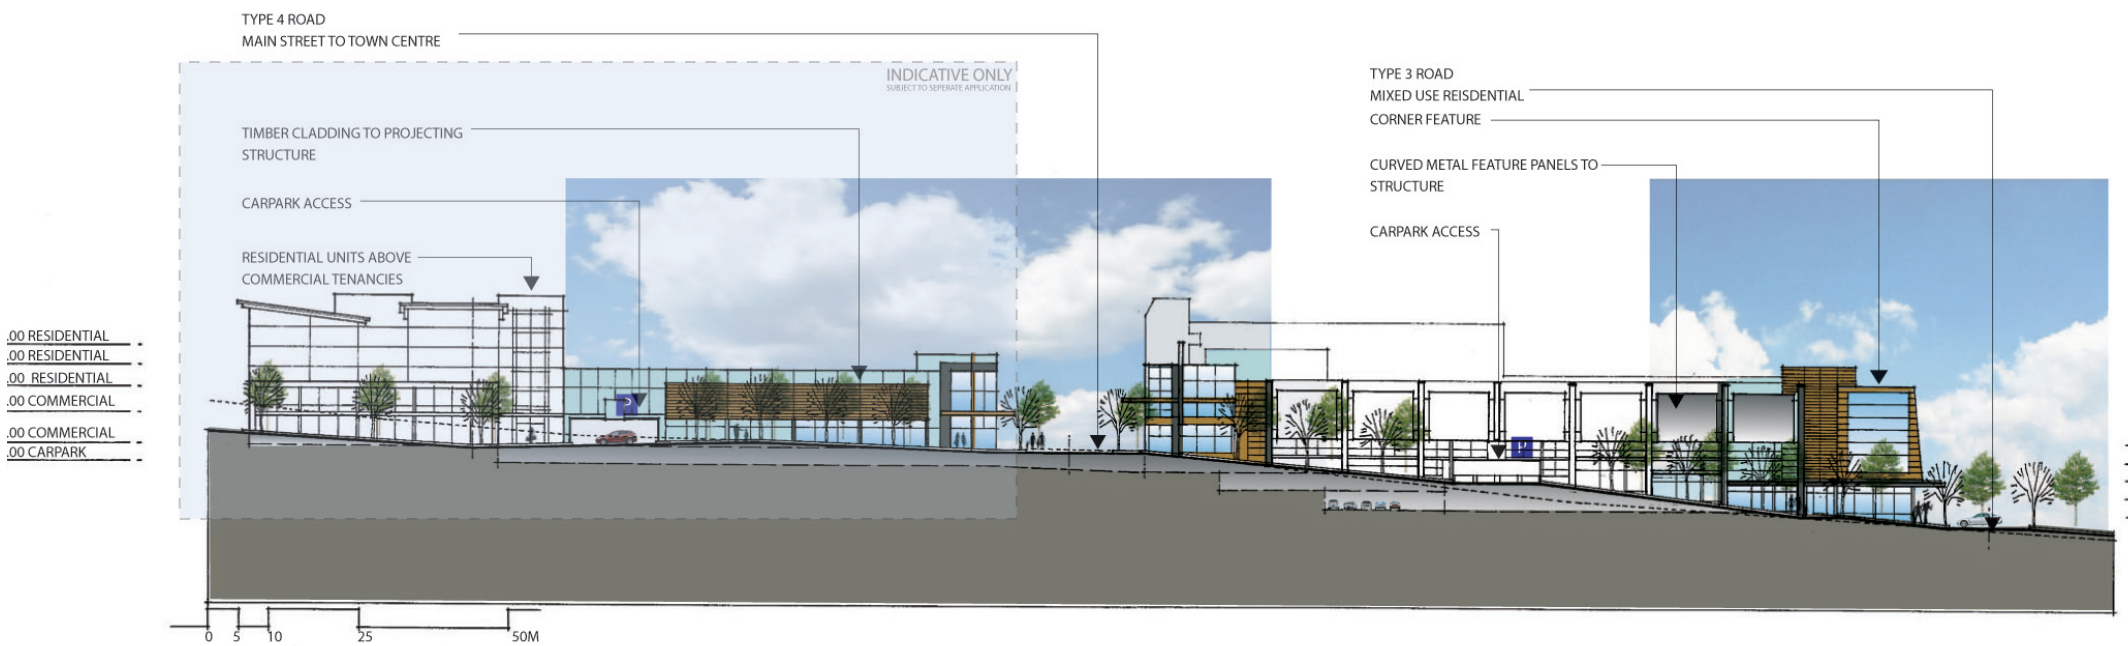 TYPE 4 ROAD
MAIN STREET TO TOWN CENTRE
INDICATIVE ONLY
SUBJECT TO SEPERATE APPLICATION
TIMBER CLADDING TO PROJECTING
STRUCTURE
CARPARK ACCESS
RESIDENTIAL UNITS ABOVE
COMMERCIAL TENANCIES
TYPE 3 ROAD
MIXED USE REISDENTIAL
CORNER FEATURE
CURVED METAL FEATURE PANELS TO
STRUCTURE
CARPARK ACCESS
.00 RESIDENTIAL
.00 RESIDENTIAL
.00 RESIDENTIAL
.00 COMMERCIAL
.00 COMMERCIAL
.00 CARPARK
0 5 10 25 50M